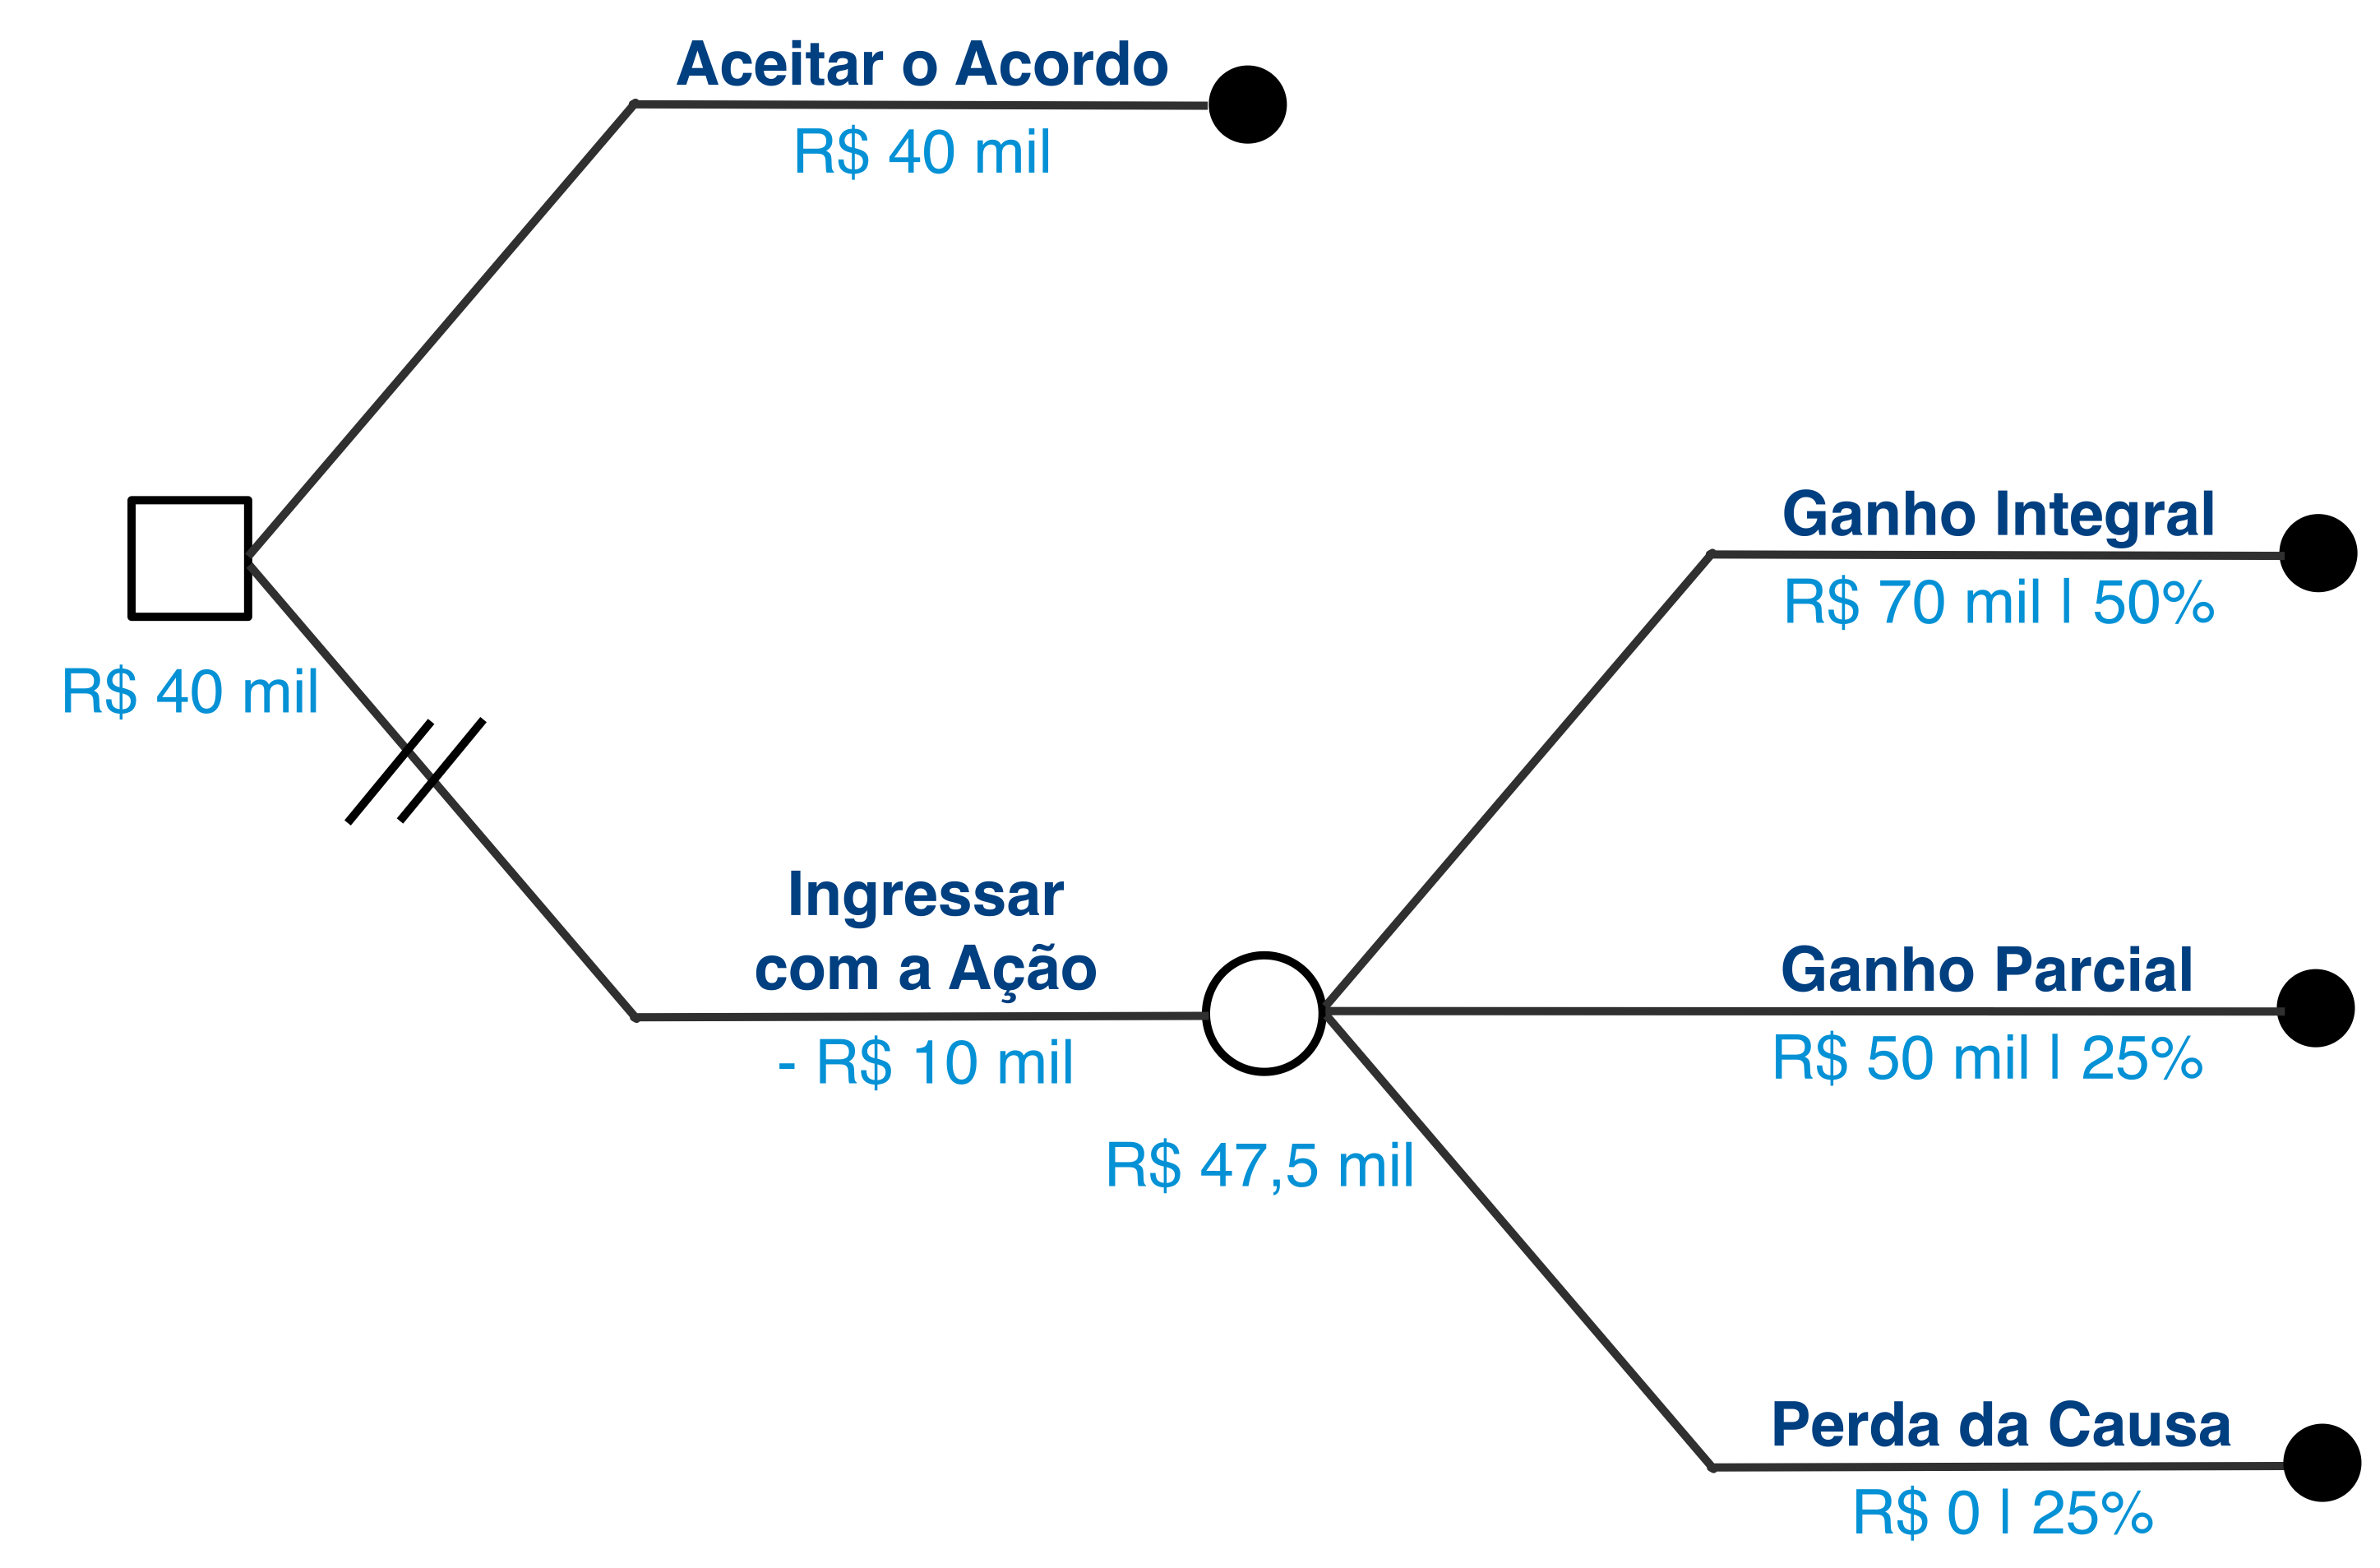 Aceitar o Acordo
R$ 40 mil
R$ 40 mil
Ingressar
com a Ação
- R$ 10 mil
R$ 47,5 mil
Ganho Integral
R$ 70 mil | 50%
Ganho Parcial
R$ 50 mil | 25%
Perda da Causa
R$ 0 | 25%